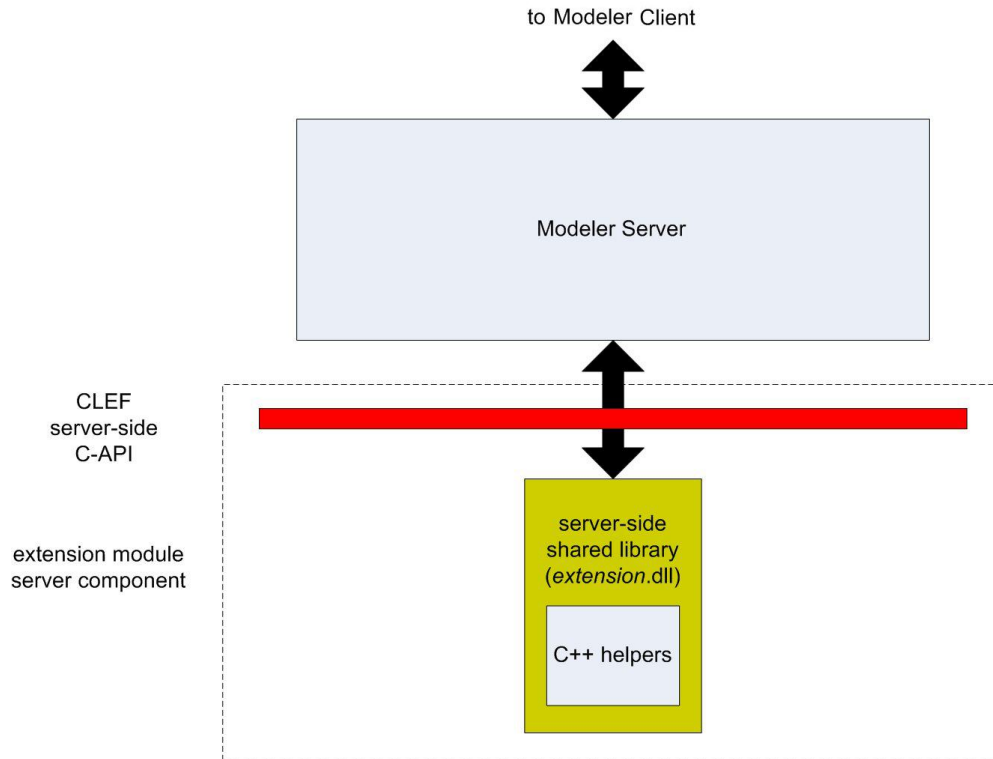 to Modeler Client
Modeler Server
CLEF
server-side
C-API
extension module
server component
server-side
shared library
(extension.dll)
C++ helpers